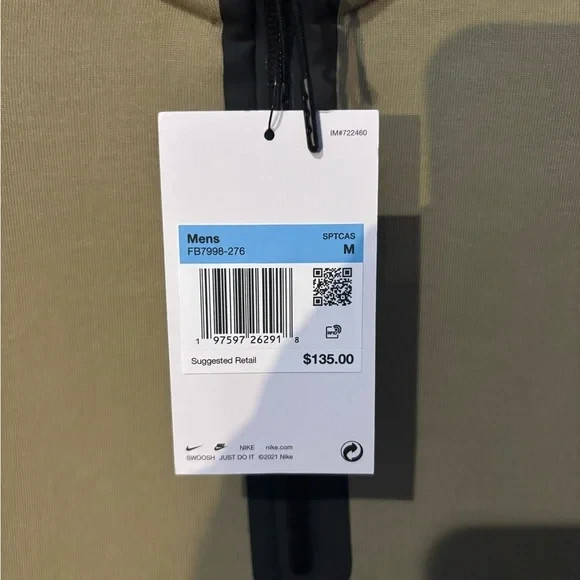 IM#722460
Mens SPTCAS
FB7998-276 M
RFID
1 97597 26291 8
Suggested Retail $135.00
NIKE nike.com
SWOOSH JUST DO IT ©2021 Nike